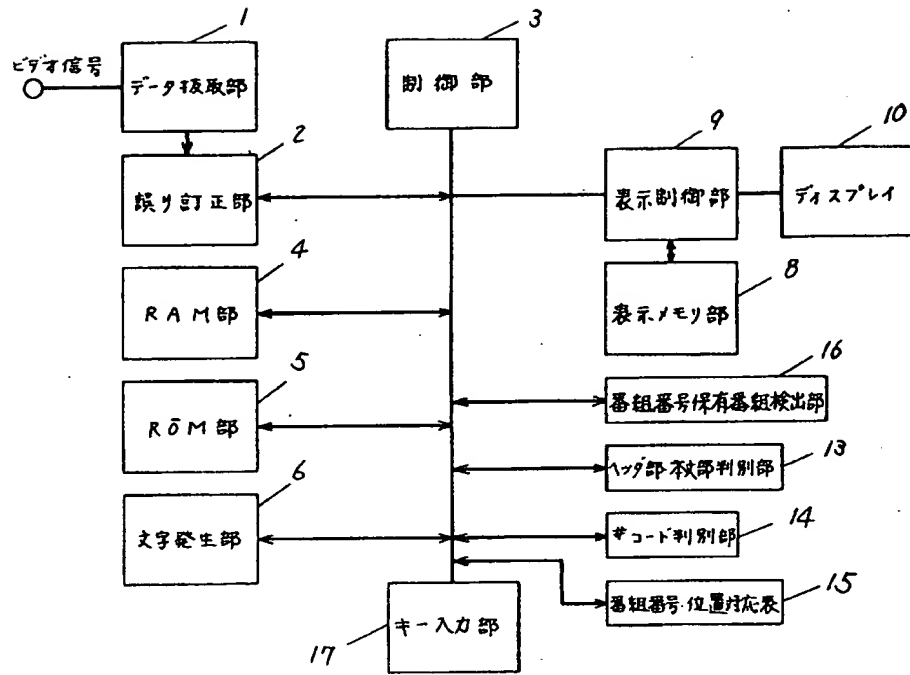 1
ビデオ信号
データ抜取部
3
制御部
2
誤り訂正部
9
表示制御部
10
ディスプレイ
4
RAM部
8
表示メモリ部
5
ROM部
16
番組番号保有番組検出部
13
ヘッダ部・本文部判別部
6
文字発生部
14
#コード判別部
15
番組番号・位置対応表
17
キー入力部